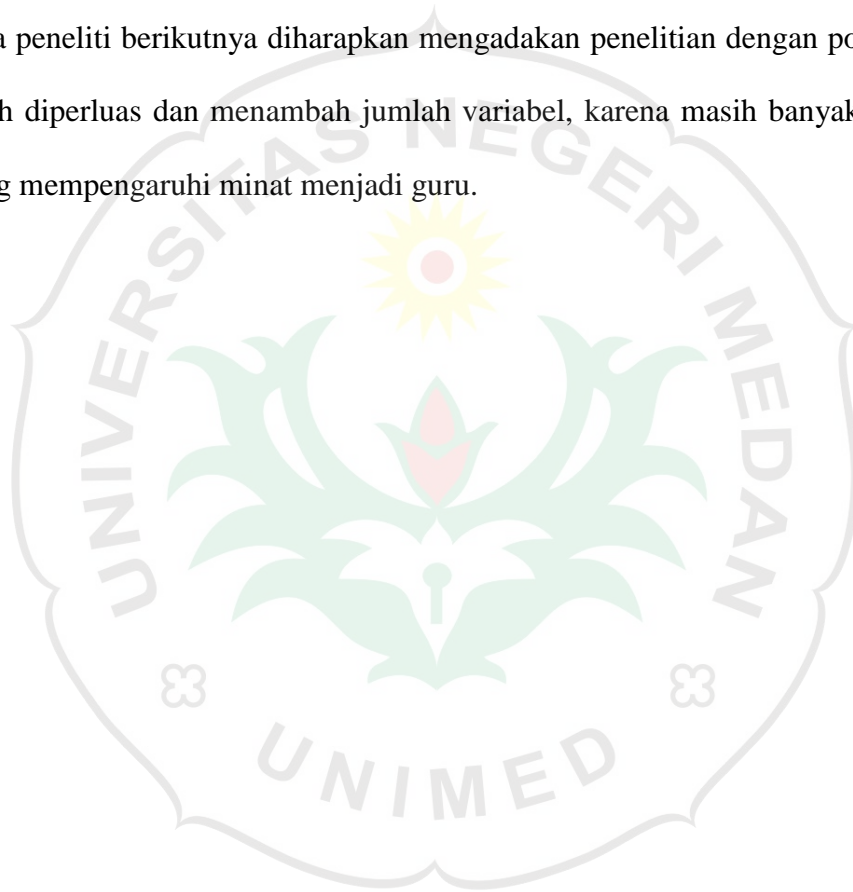 a peneliti berikutnya diharapkan mengadakan penelitian dengan po
h diperluas dan menambah jumlah variabel, karena masih banyak
g mempengaruhi minat menjadi guru.
UNIVERSITAS NEGERI MEDAN
UNIMED